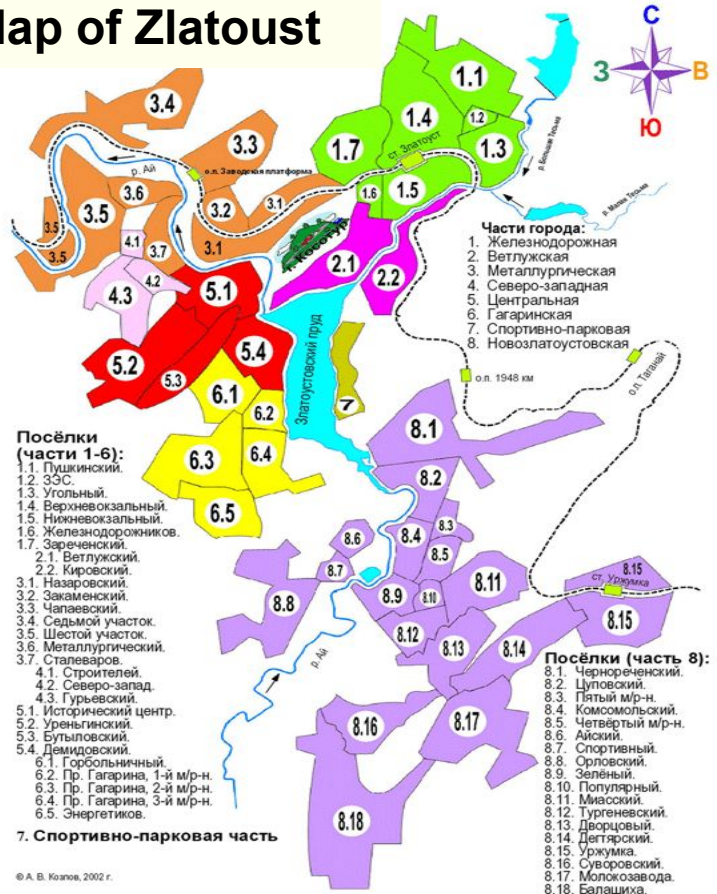 Map of Zlatoust
С
З
В
Ю
3.4
1.1
1.4
1.2
3.3
1.7
ст. Златоуст
1.3
р. Большая Тесьма
р. Ай
о.п. Заводская платформа
3.6
3.2
3.1
1.6
1.5
р. Малая Тесьма
3.5
3.5
3.5
4.1
3.7
3.1
г. Косотур
2.1
2.2
4.3
4.2
5.1
Части города:
1. Железнодорожная
2. Ветлужская
3. Металлургическая
4. Северо-западная
5. Центральная
6. Гагаринская
7. Спортивно-парковая
8. Новозлатоустовская
5.2
5.3
5.4
Златоустовский пруд
7
о.п. 1948 км
о.п. Таганай
6.1
6.2
6.3
6.4
6.5
8.1
8.2
8.3
8.4
8.5
8.6
8.7
8.8
8.9
8.10
8.11
8.12
8.13
8.14
8.15
ст. Уржумка
8.15
8.16
8.17
8.18
р. Ай
Посёлки
(части 1-6):
1.1. Пушкинский.
1.2. ЗЭС.
1.3. Угольный.
1.4. Верхневокзальный.
1.5. Нижневокзальный.
1.6. Железнодорожников.
1.7. Зареченский.
2.1. Ветлужский.
2.2. Кировский.
3.1. Назаровский.
3.2. Закаменский.
3.3. Чапаевский.
3.4. Седьмой участок.
3.5. Шестой участок.
3.6. Металлургический.
3.7. Сталеваров.
4.1. Строителей.
4.2. Северо-запад.
4.3. Гурьевский.
5.1. Исторический центр.
5.2. Уреньгинский.
5.3. Бутыловский.
5.4. Демидовский.
6.1. Горбольничный.
6.2. Пр. Гагарина, 1-й м/р-н.
6.3. Пр. Гагарина, 2-й м/р-н.
6.4. Пр. Гагарина, 3-й м/р-н.
6.5. Энергетиков.
7. Спортивно-парковая часть
© А. В. Козлов, 2002 г.
Посёлки (часть 8):
8.1. Чернореченский.
8.2. Цуповский.
8.3. Пятый м/р-н.
8.4. Комсомольский.
8.5. Четвёртый м/р-н.
8.6. Айский.
8.7. Спортивный.
8.8. Орловский.
8.9. Зелёный.
8.10. Популярный.
8.11. Миасский.
8.12. Тургеневский.
8.13. Дворцовый.
8.14. Дегтярский.
8.15. Уржумка.
8.16. Суворовский.
8.17. Молокозавода.
8.18. Балашиха.